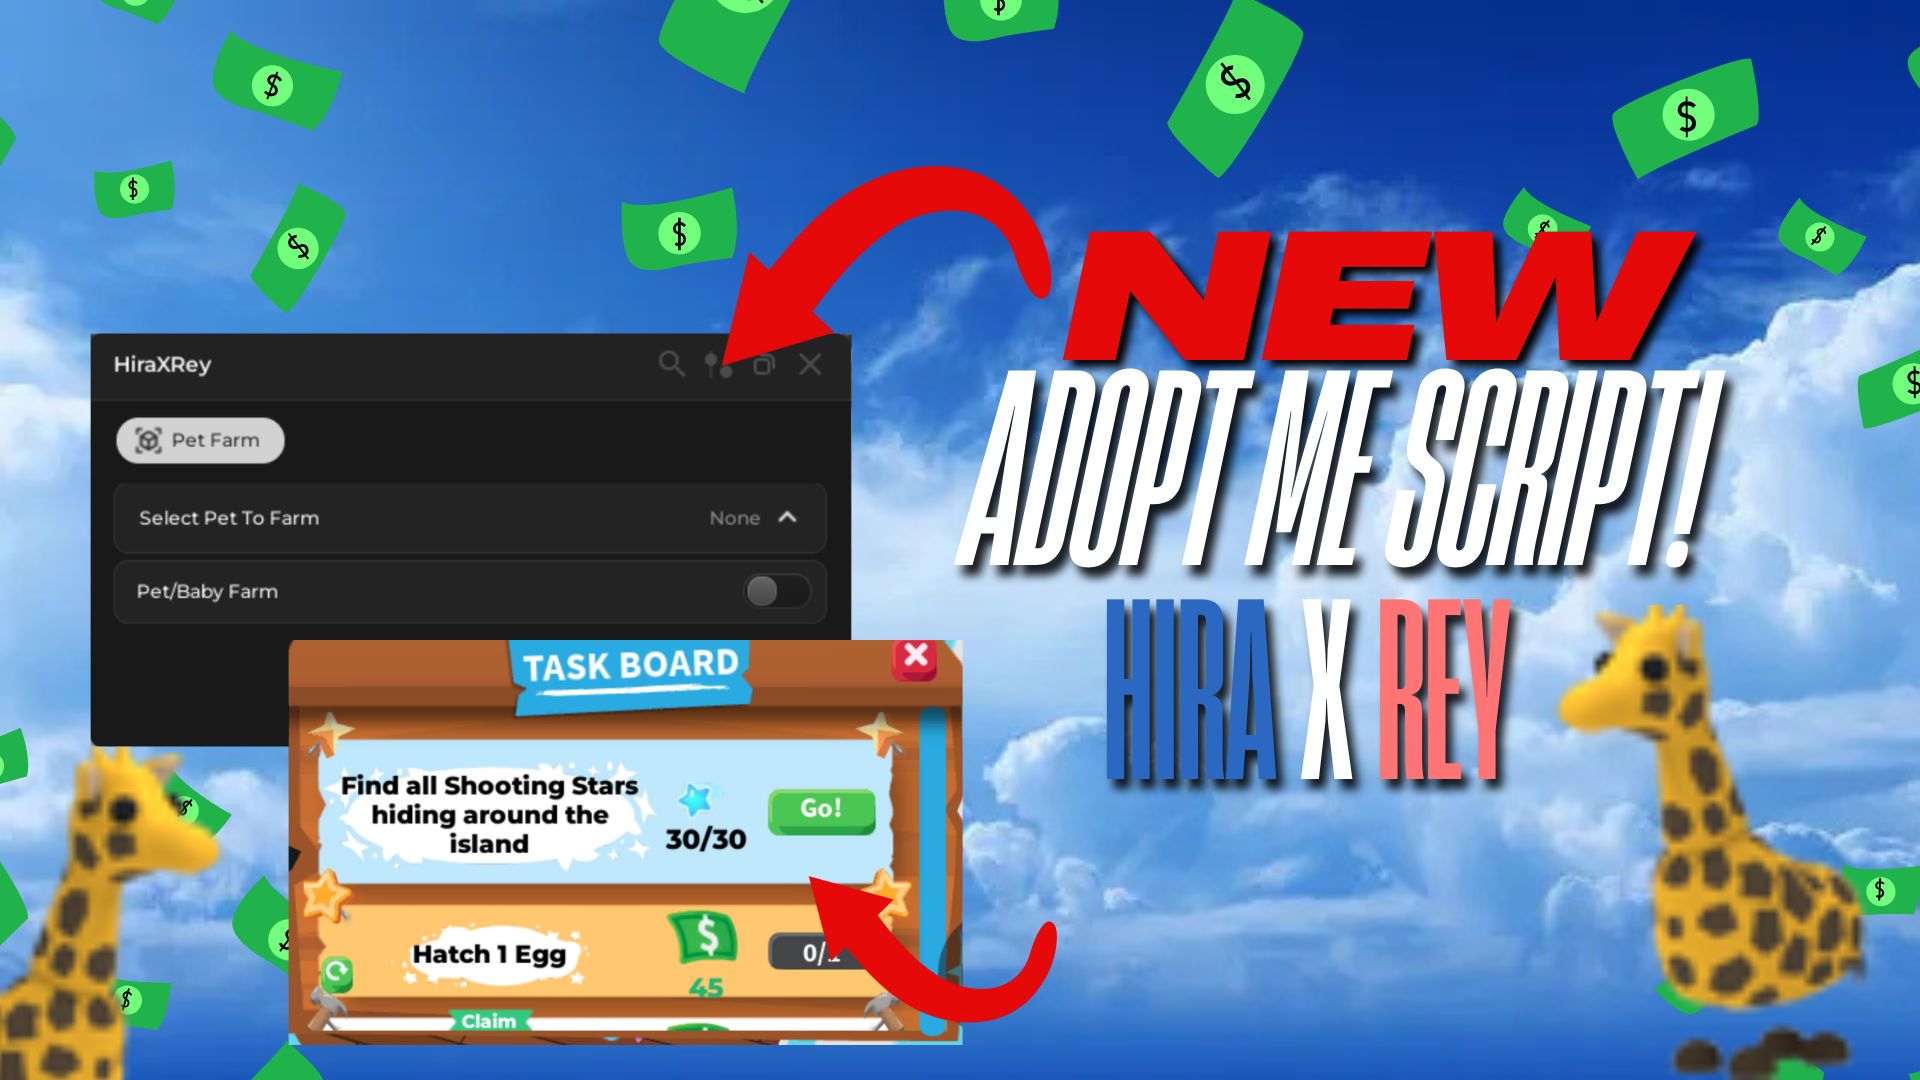 NEW
ADOPT ME SCRIPT!
HIRA X REY
HiraXRey
Pet Farm
Select Pet To Farm None
Pet/Baby Farm
TASK BOARD
Find all Shooting Stars
hiding around the
island
30/30
Go!
Hatch 1 Egg
45
Claim